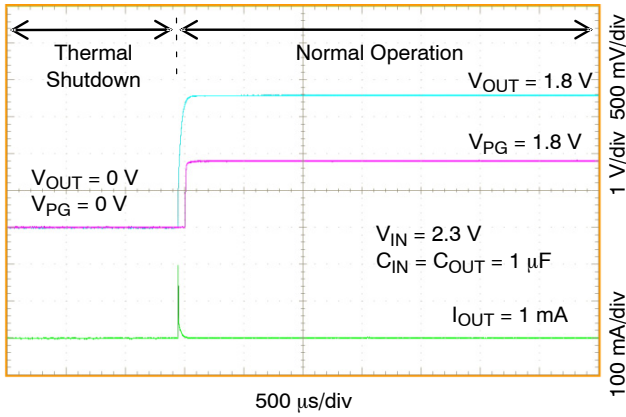 Thermal
Shutdown
Normal Operation
VOUT = 1.8 V
VPG = 1.8 V
VOUT = 0 V
VPG = 0 V
VIN = 2.3 V
CIN = COUT = 1 μF
IOUT = 1 mA
500 μs/div
500 mV/div
1 V/div
100 mA/div